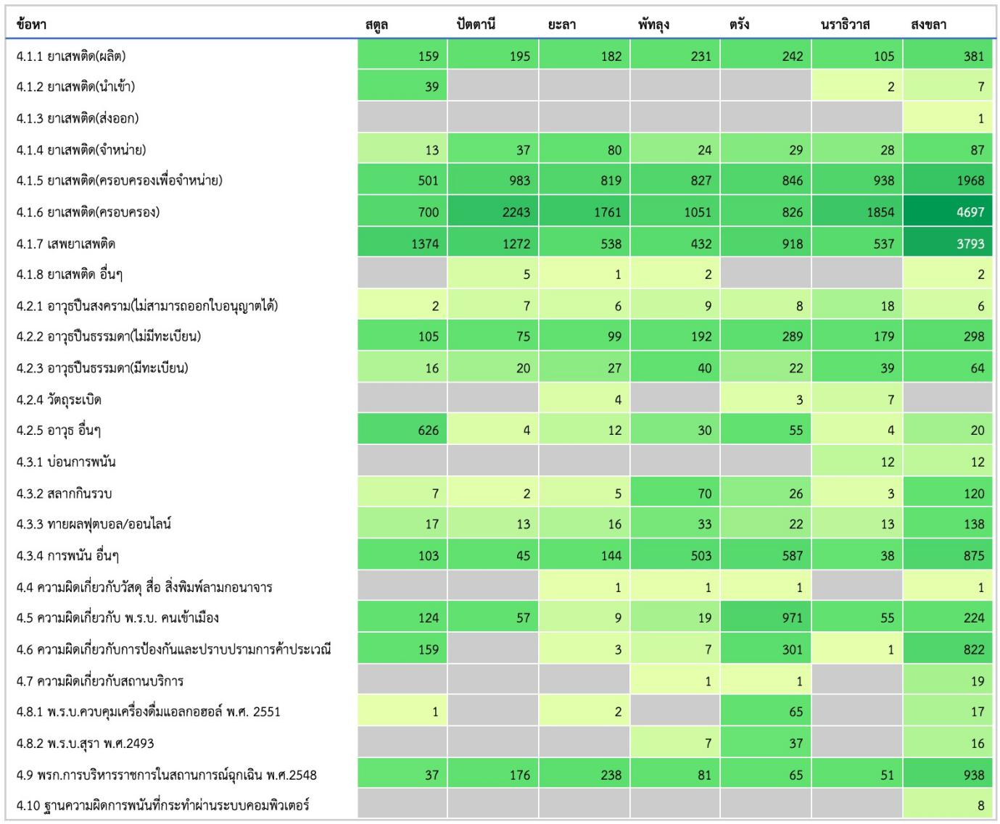 ข้อหา สตูล ปัตตานี ยะลา พัทลุง ตรัง นราธิวาส สงขลา
4.1.1 ยาเสพติด(ผลิต) 159 195 182 231 242 105 381
4.1.2 ยาเสพติด(นำเข้า) 39 2 7
4.1.3 ยาเสพติด(ส่งออก) 1
4.1.4 ยาเสพติด(จำหน่าย) 13 37 80 24 29 28 87
4.1.5 ยาเสพติด(ครอบครองเพื่อจำหน่าย) 501 983 819 827 846 938 1968
4.1.6 ยาเสพติด(ครอบครอง) 700 2243 1761 1051 826 1854 4697
4.1.7 เสพยาเสพติด 1374 1272 538 432 918 537 3793
4.1.8 ยาเสพติด อื่นๆ 5 1 2 2
4.2.1 อาวุธปืนสงคราม(ไม่สามารถออกใบอนุญาตได้) 2 7 6 9 8 18 6
4.2.2 อาวุธปืนธรรมดา(ไม่มีทะเบียน) 105 75 99 192 289 179 298
4.2.3 อาวุธปืนธรรมดา(มีทะเบียน) 16 20 27 40 22 39 64
4.2.4 วัตถุระเบิด 4 3 7
4.2.5 อาวุธ อื่นๆ 626 4 12 30 55 4 20
4.3.1 บ่อนการพนัน 12 12
4.3.2 สลากกินรวบ 7 2 5 70 26 3 120
4.3.3 ทายผลฟุตบอล/ออนไลน์ 17 13 16 33 22 13 138
4.3.4 การพนัน อื่นๆ 103 45 144 503 587 38 875
4.4 ความผิดเกี่ยวกับวัสดุ สื่อ สิ่งพิมพ์ลามกอนาจาร 1 1 1 1
4.5 ความผิดเกี่ยวกับ พ.ร.บ. คนเข้าเมือง 124 57 9 19 971 55 224
4.6 ความผิดเกี่ยวกับการป้องกันและปราบปรามการค้าประเวณี 159 3 7 301 1 822
4.7 ความผิดเกี่ยวกับสถานบริการ 1 1 19
4.8.1 พ.ร.บ.ควบคุมเครื่องดื่มแอลกอฮอล์ พ.ศ. 2551 1 2 65 17
4.8.2 พ.ร.บ.สุรา พ.ศ.2493 7 37 16
4.9 พรก.การบริหารราชการในสถานการณ์ฉุกเฉิน พ.ศ.2548 37 176 238 81 65 51 938
4.10 ฐานความผิดการพนันที่กระทำผ่านระบบคอมพิวเตอร์ 8